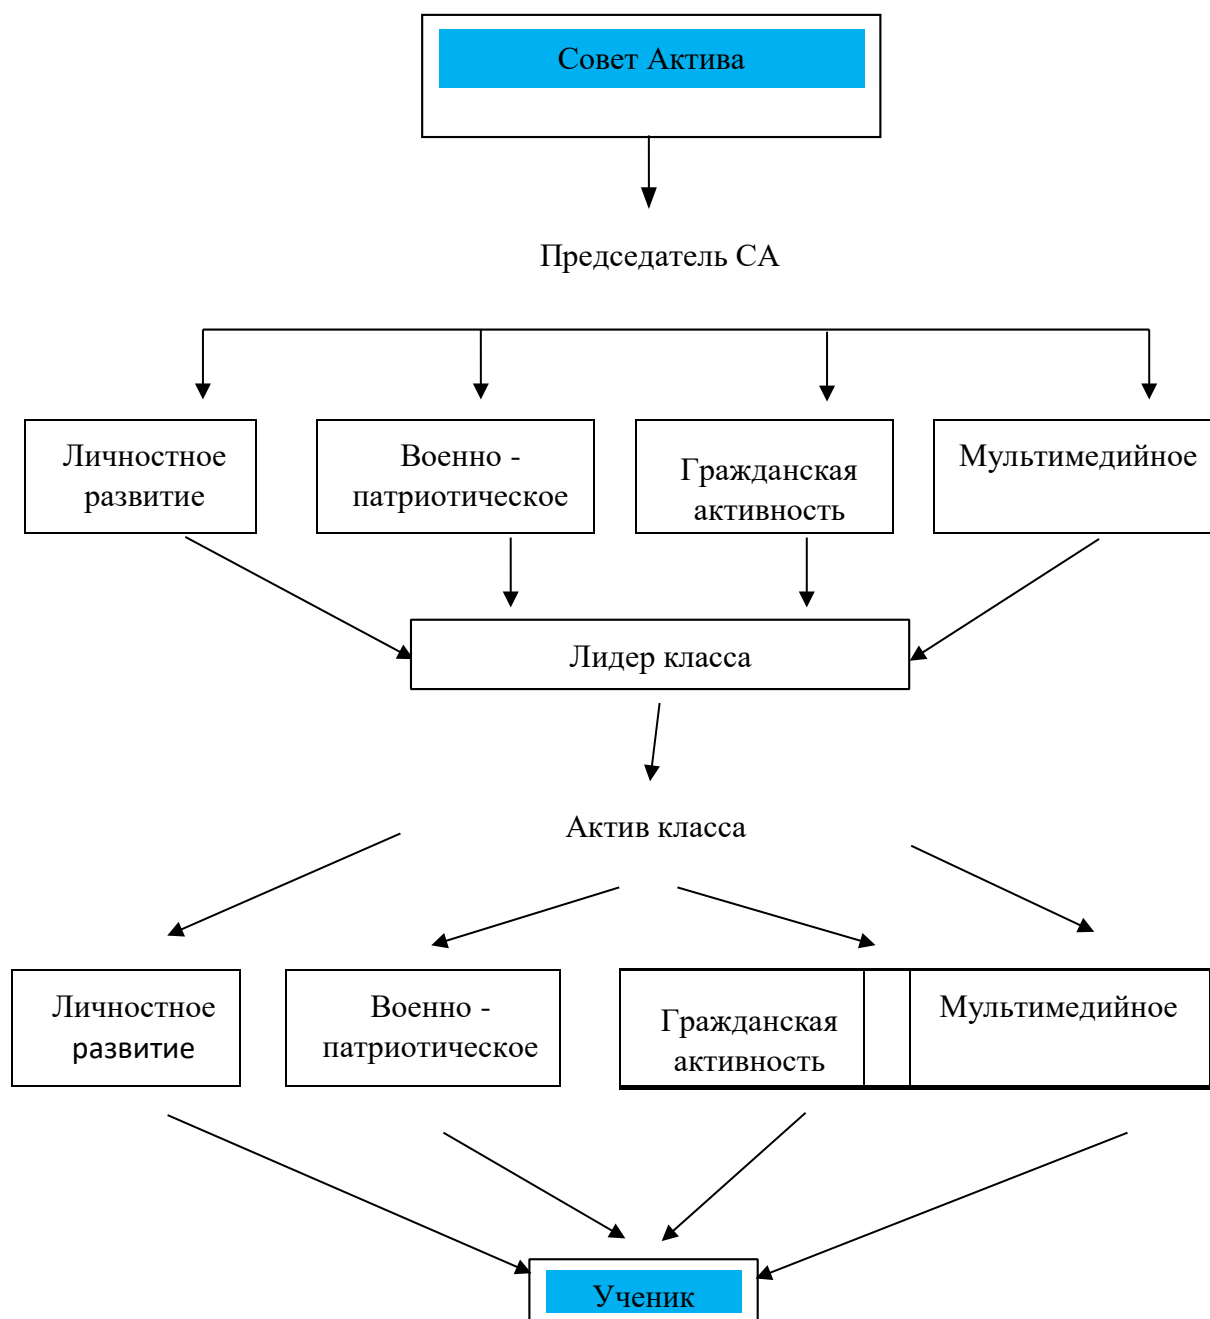 Совет Актива
Председатель СА
Личностное
развитие
Военно -
патриотическое
Гражданская
активность
Мультимедийное
Лидер класса
Актив класса
Личностное
развитие
Военно -
патриотическое
Гражданская
активность
Мультимедийное
Ученик